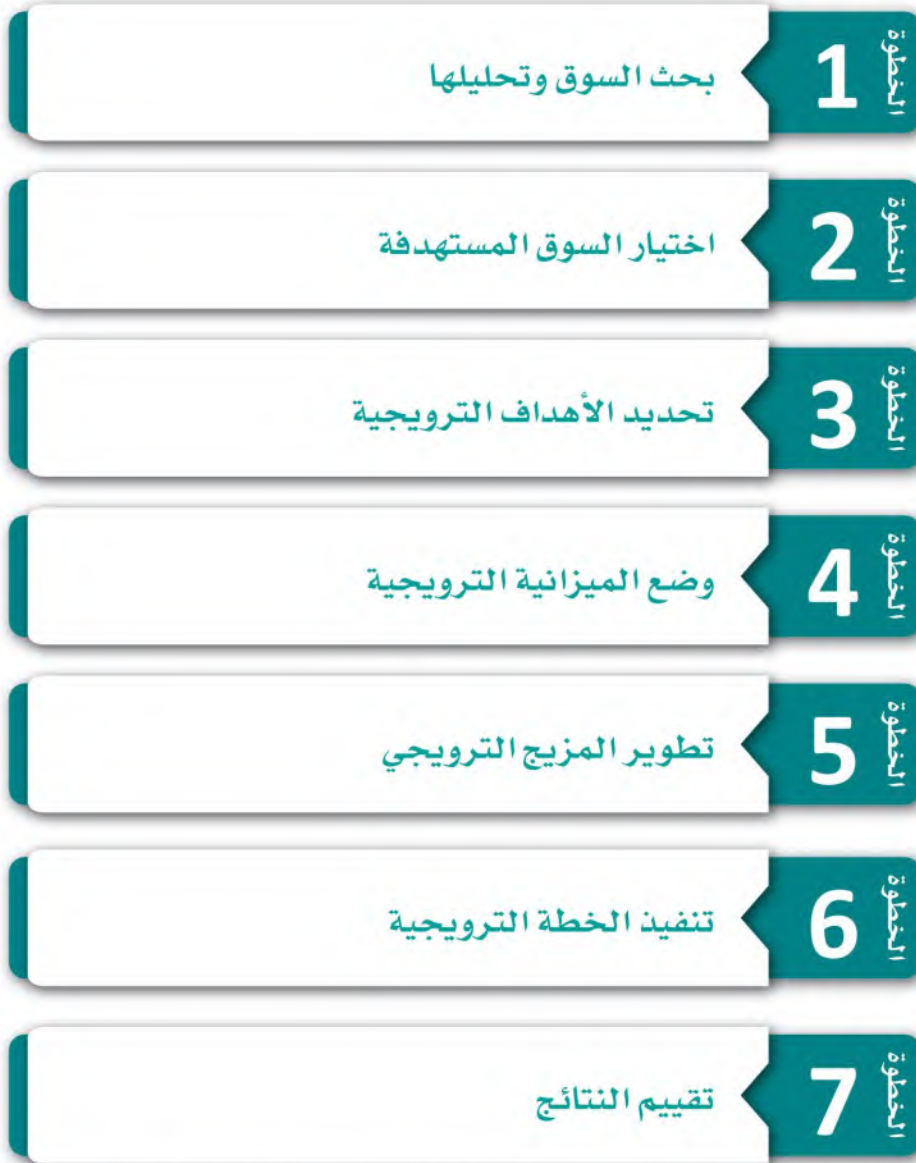 الخطوة 1
بحث السوق وتحليلها
الخطوة 2
اختيار السوق المستهدفة
الخطوة 3
تحديد الأهداف الترويجية
الخطوة 4
وضع الميزانية الترويجية
الخطوة 5
تطوير المزيج الترويجي
الخطوة 6
تنفيذ الخطة الترويجية
الخطوة 7
تقييم النتائج